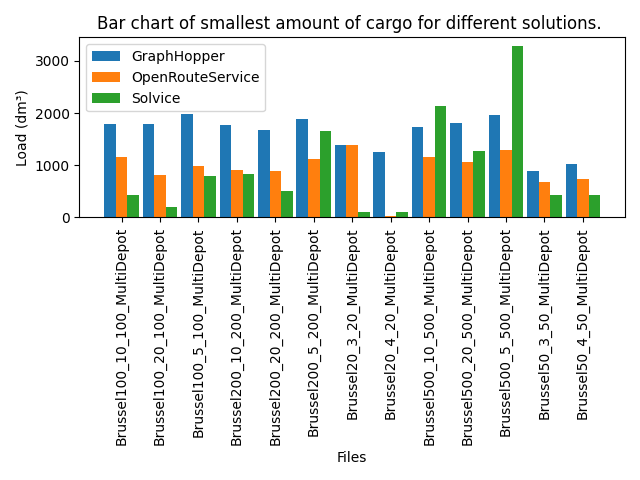 Bar chart of smallest amount of cargo for different solutions.
GraphHopper
OpenRouteService
Solvice
Load (dm³)
3000
2000
1000
0
Brussel100_10_100_MultiDepot
Brussel100_20_100_MultiDepot
Brussel100_5_100_MultiDepot
Brussel200_10_200_MultiDepot
Brussel200_20_200_MultiDepot
Brussel200_5_200_MultiDepot
Brussel20_3_20_MultiDepot
Brussel20_4_20_MultiDepot
Brussel500_10_500_MultiDepot
Brussel500_20_500_MultiDepot
Brussel500_5_500_MultiDepot
Brussel50_3_50_MultiDepot
Brussel50_4_50_MultiDepot
Files